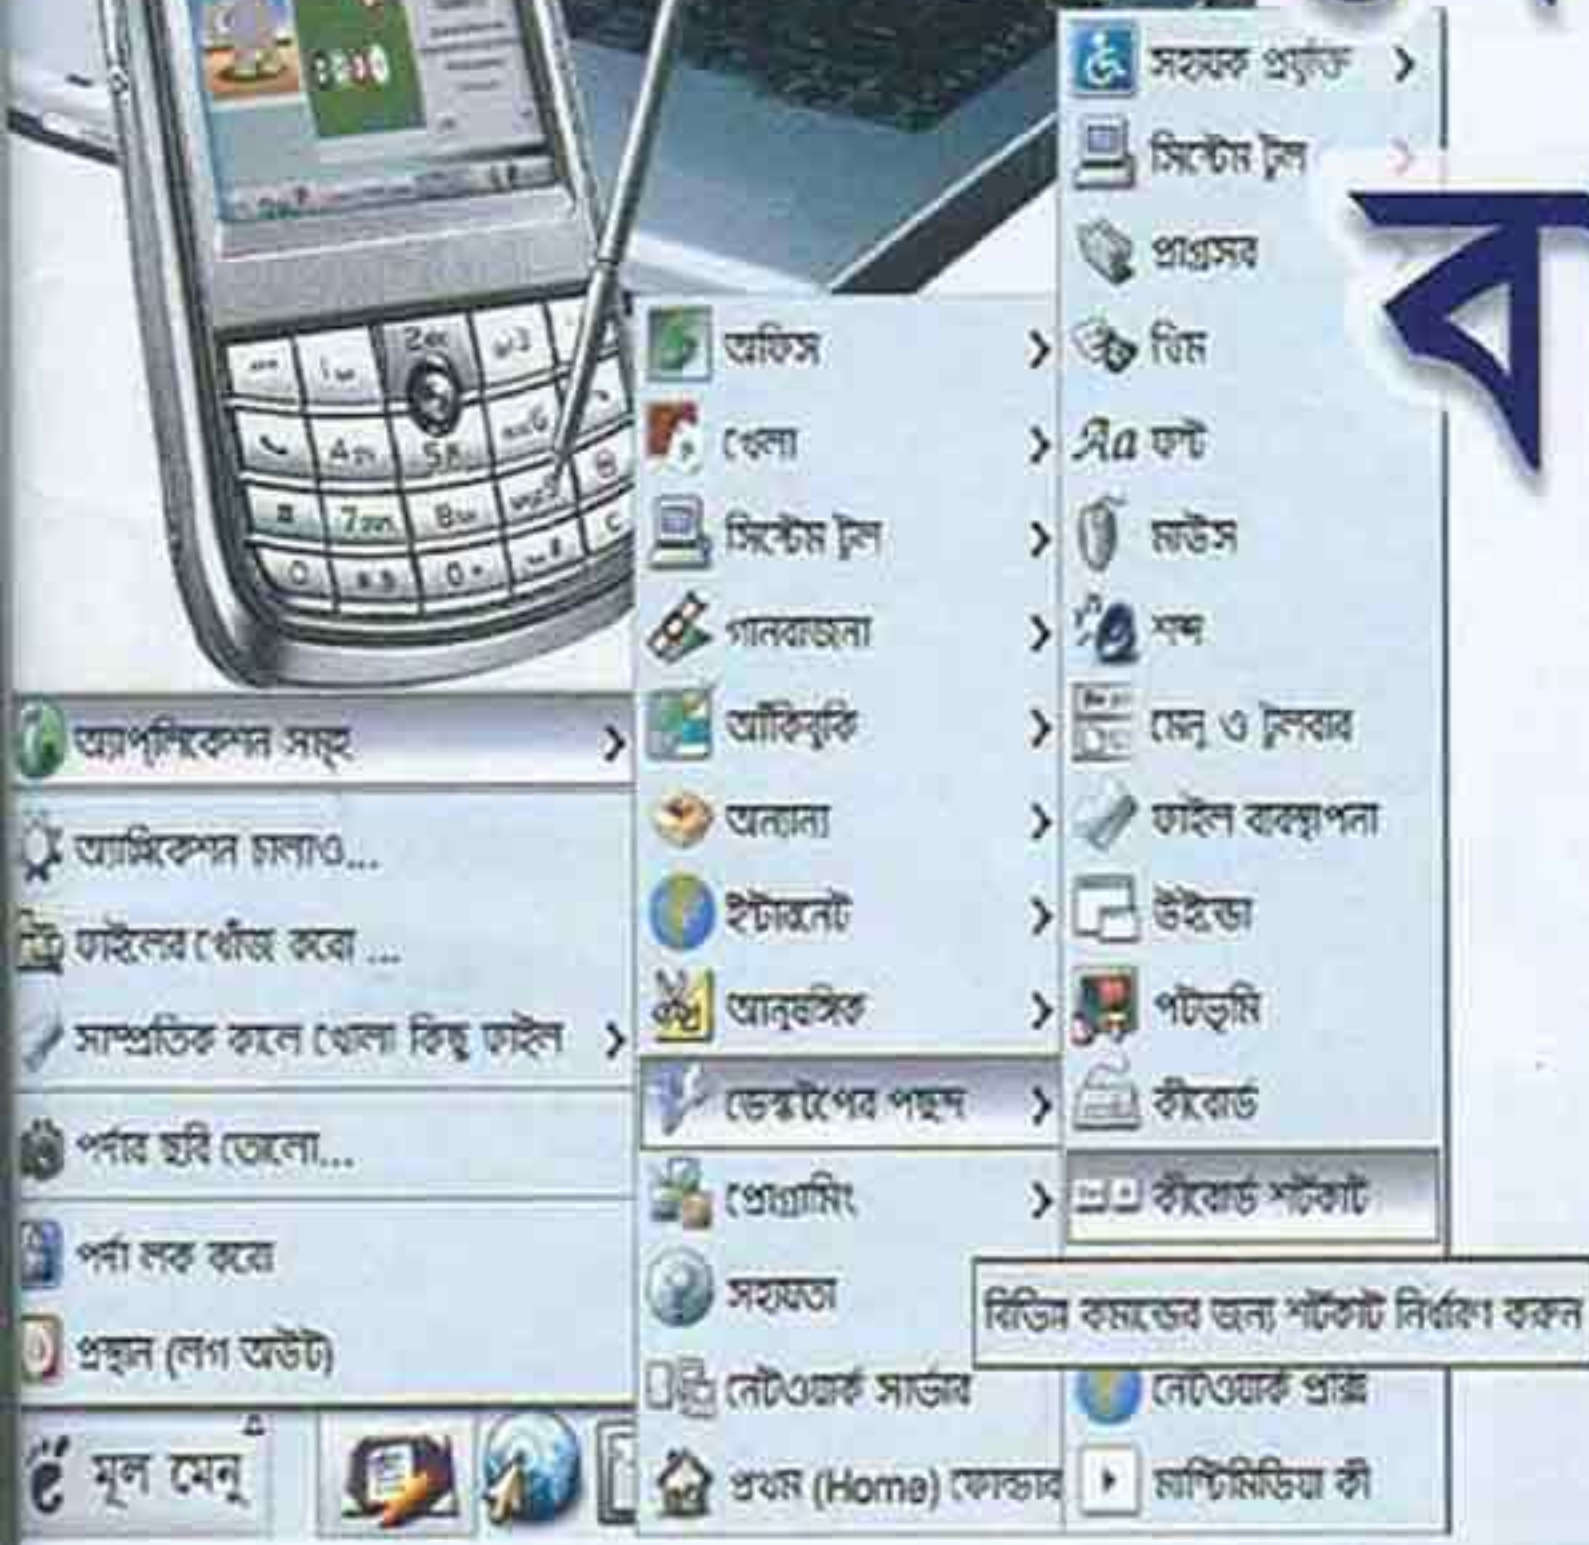 সহায়ক প্রযুক্তি
সিস্টেম টুল
প্রাগ্রসর
থিম
ফন্ট
মাউস
শব্দ
মেনু ও টুলবার
ফাইল ব্যবস্থাপনা
উইন্ডো
পটভূমি
কীবোর্ড
কীবোর্ড শর্টকাট
বিভিন্ন কমান্ডের জন্য শর্টকাট নির্ধারণ করুন
নেটওয়ার্ক প্রক্সি
মাল্টিমিডিয়া কী
অফিস
খেলা
সিস্টেম টুল
গানবাজনা
আঁকিবুকি
অন্যান্য
ইন্টারনেট
আনুষঙ্গিক
ডেস্কটপের পছন্দ
প্রোগ্রামিং
সহায়তা
নেটওয়ার্ক সার্ভার
প্রথম (Home) ফোল্ডার
অ্যাপ্লিকেশন সমূহ
অ্যাপ্লিকেশন চালাও...
ফাইলের খোঁজ করো ...
সাম্প্রতিক কালে খোলা কিছু ফাইল
পর্দার ছবি তোলো...
পর্দা লক করো
প্রস্থান (লগ আউট)
মূল মেনু